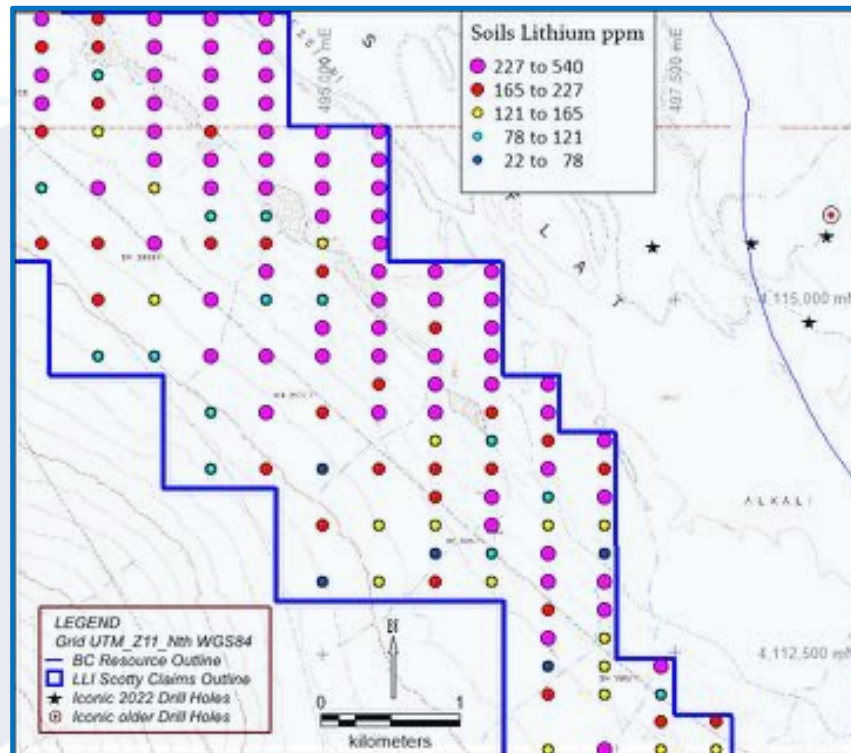 Soils Lithium ppm
227 to 540
165 to 227
121 to 165
78 to 121
22 to 78
497 500 mE
S
F L A T
4,115,000 mN
ALKALI
4,112,500 mN
LEGEND
Grid UTM_Z11_Nth WGS84
BC Resource Outline
LLI Scotty Claims Outline
Iconic 2022 Drill Holes
Iconic older Drill Holes
0 1
kilometers